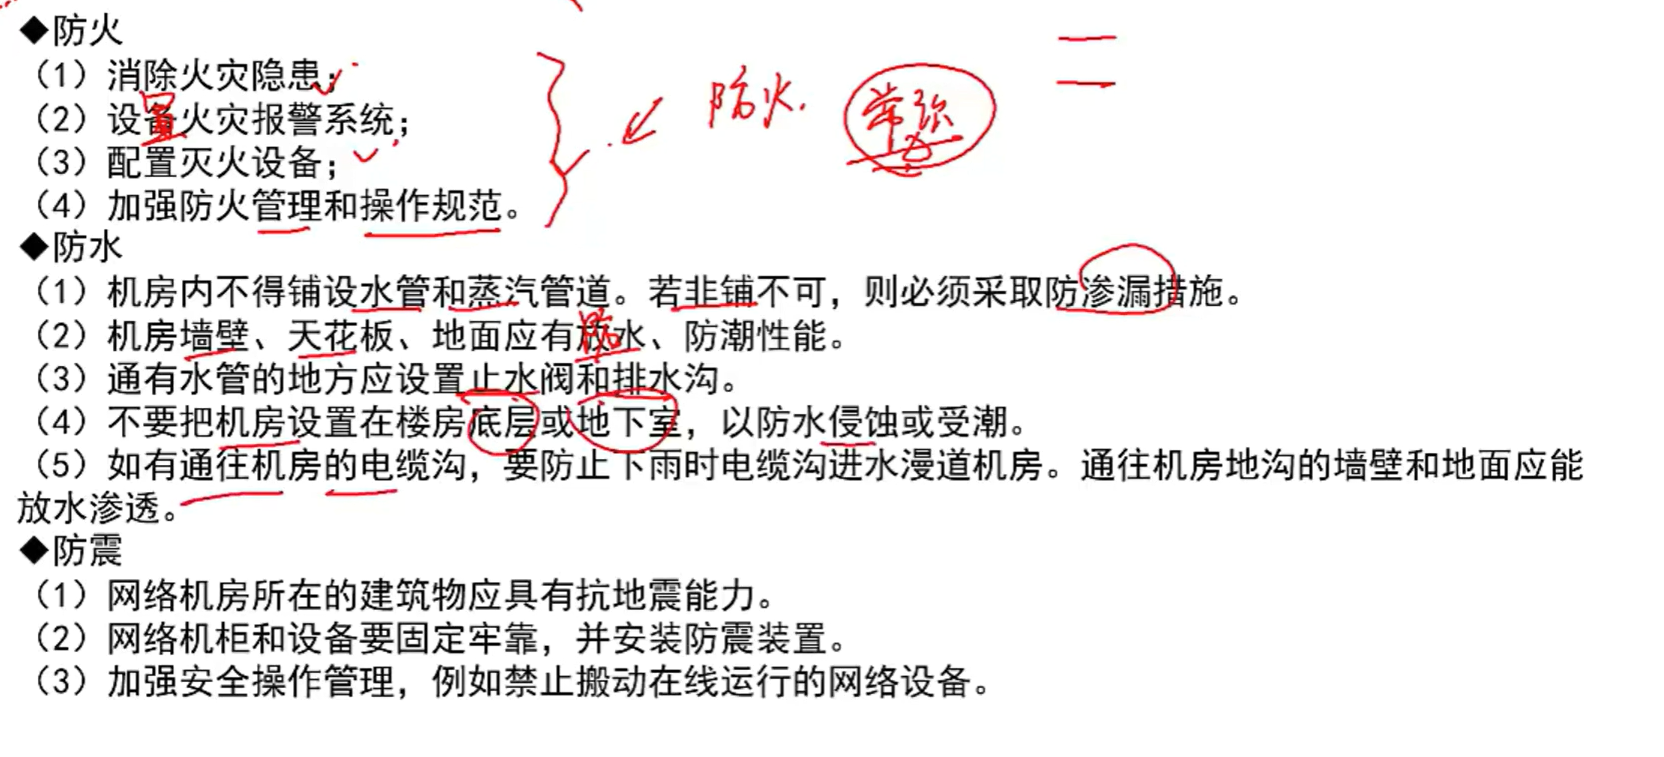 ◆防火
（1）消除火灾隐患；
（2）设置火灾报警系统； 防火. 常识
（3）配置灭火设备；
（4）加强防火管理和操作规范。
◆防水
（1）机房内不得铺设水管和蒸汽管道。若非铺不可，则必须采取防渗漏措施。
（2）机房墙壁、天花板、地面应有防水、防潮性能。
（3）通有水管的地方应设置止水阀和排水沟。
（4）不要把机房设置在楼房底层或地下室，以防水侵蚀或受潮。
（5）如有通往机房的电缆沟，要防止下雨时电缆沟进水漫道机房。通往机房地沟的墙壁和地面应能
放水渗透。
◆防震
（1）网络机房所在的建筑物应具有抗地震能力。
（2）网络机柜和设备要固定牢靠，并安装防震装置。
（3）加强安全操作管理，例如禁止搬动在线运行的网络设备。